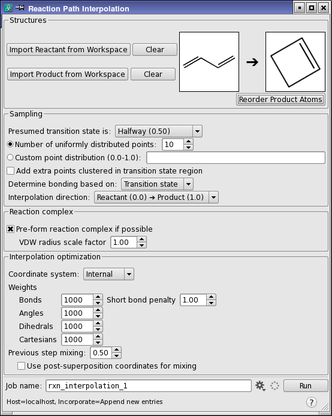 Reaction Path Interpolation
Structures
Import Reactant from Workspace Clear
Import Product from Workspace Clear
Reorder Product Atoms
Sampling
Presumed transition state is: Halfway (0.50)
Number of uniformly distributed points: 10
Custom point distribution (0.0-1.0):
Add extra points clustered in transition state region
Determine bonding based on: Transition state
Interpolation direction: Reactant (0.0) → Product (1.0)
Reaction complex
Pre-form reaction complex if possible
VDW radius scale factor 1.00
Interpolation optimization
Coordinate system: Internal
Weights
Bonds 1000 Short bond penalty 1.00
Angles 1000
Dihedrals 1000
Cartesians 1000
Previous step mixing: 0.50
Use post-superposition coordinates for mixing
Job name: rxn_interpolation_1 Run
Host=localhost, Incorporate=Append new entries ?